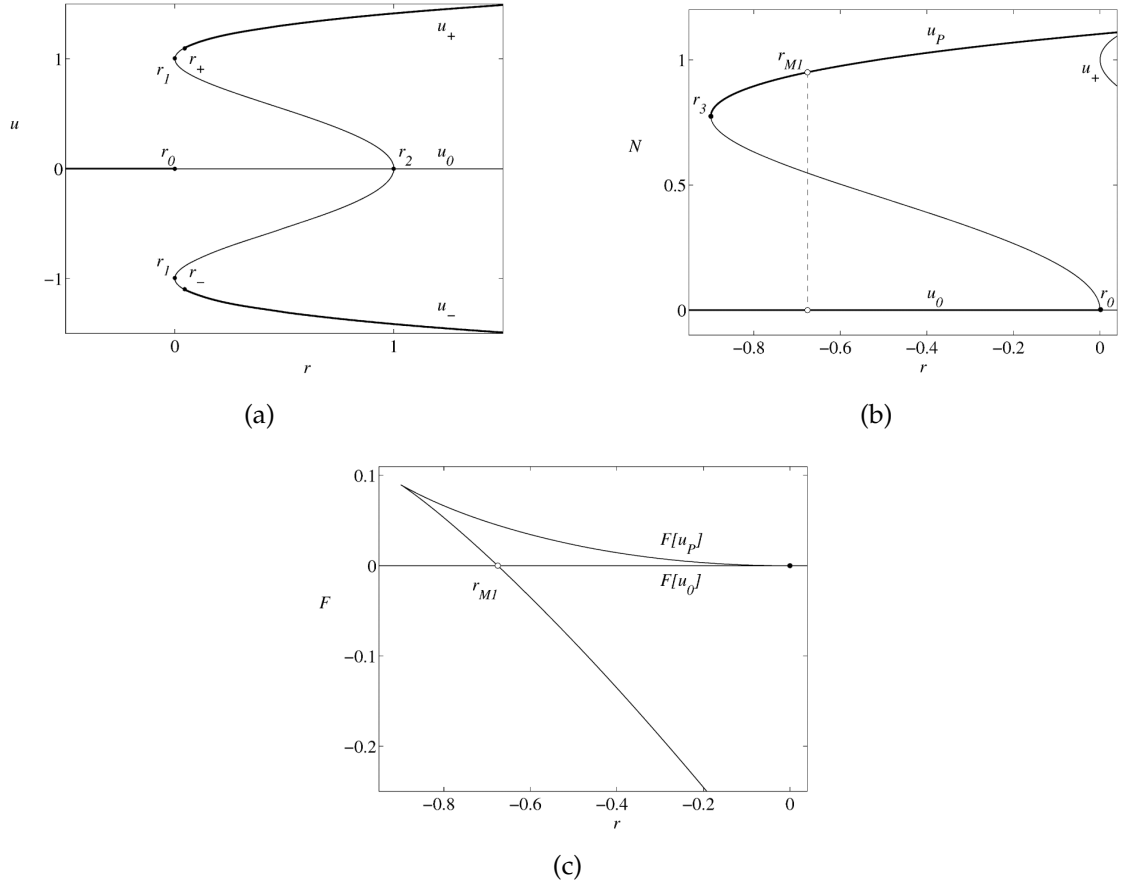 u
1
0
−1
r_1
r_+
u_+
r_0
r_2
u_0
r_1
r_−
u_−
0
1
r
(a)
N
1
0.5
0
u_P
r_M1
u_+
r_3
u_0
r_0
−0.8
−0.6
−0.4
−0.2
0
r
(b)
F
0.1
0
−0.1
−0.2
F[u_P]
F[u_0]
r_M1
−0.8
−0.6
−0.4
−0.2
0
r
(c)